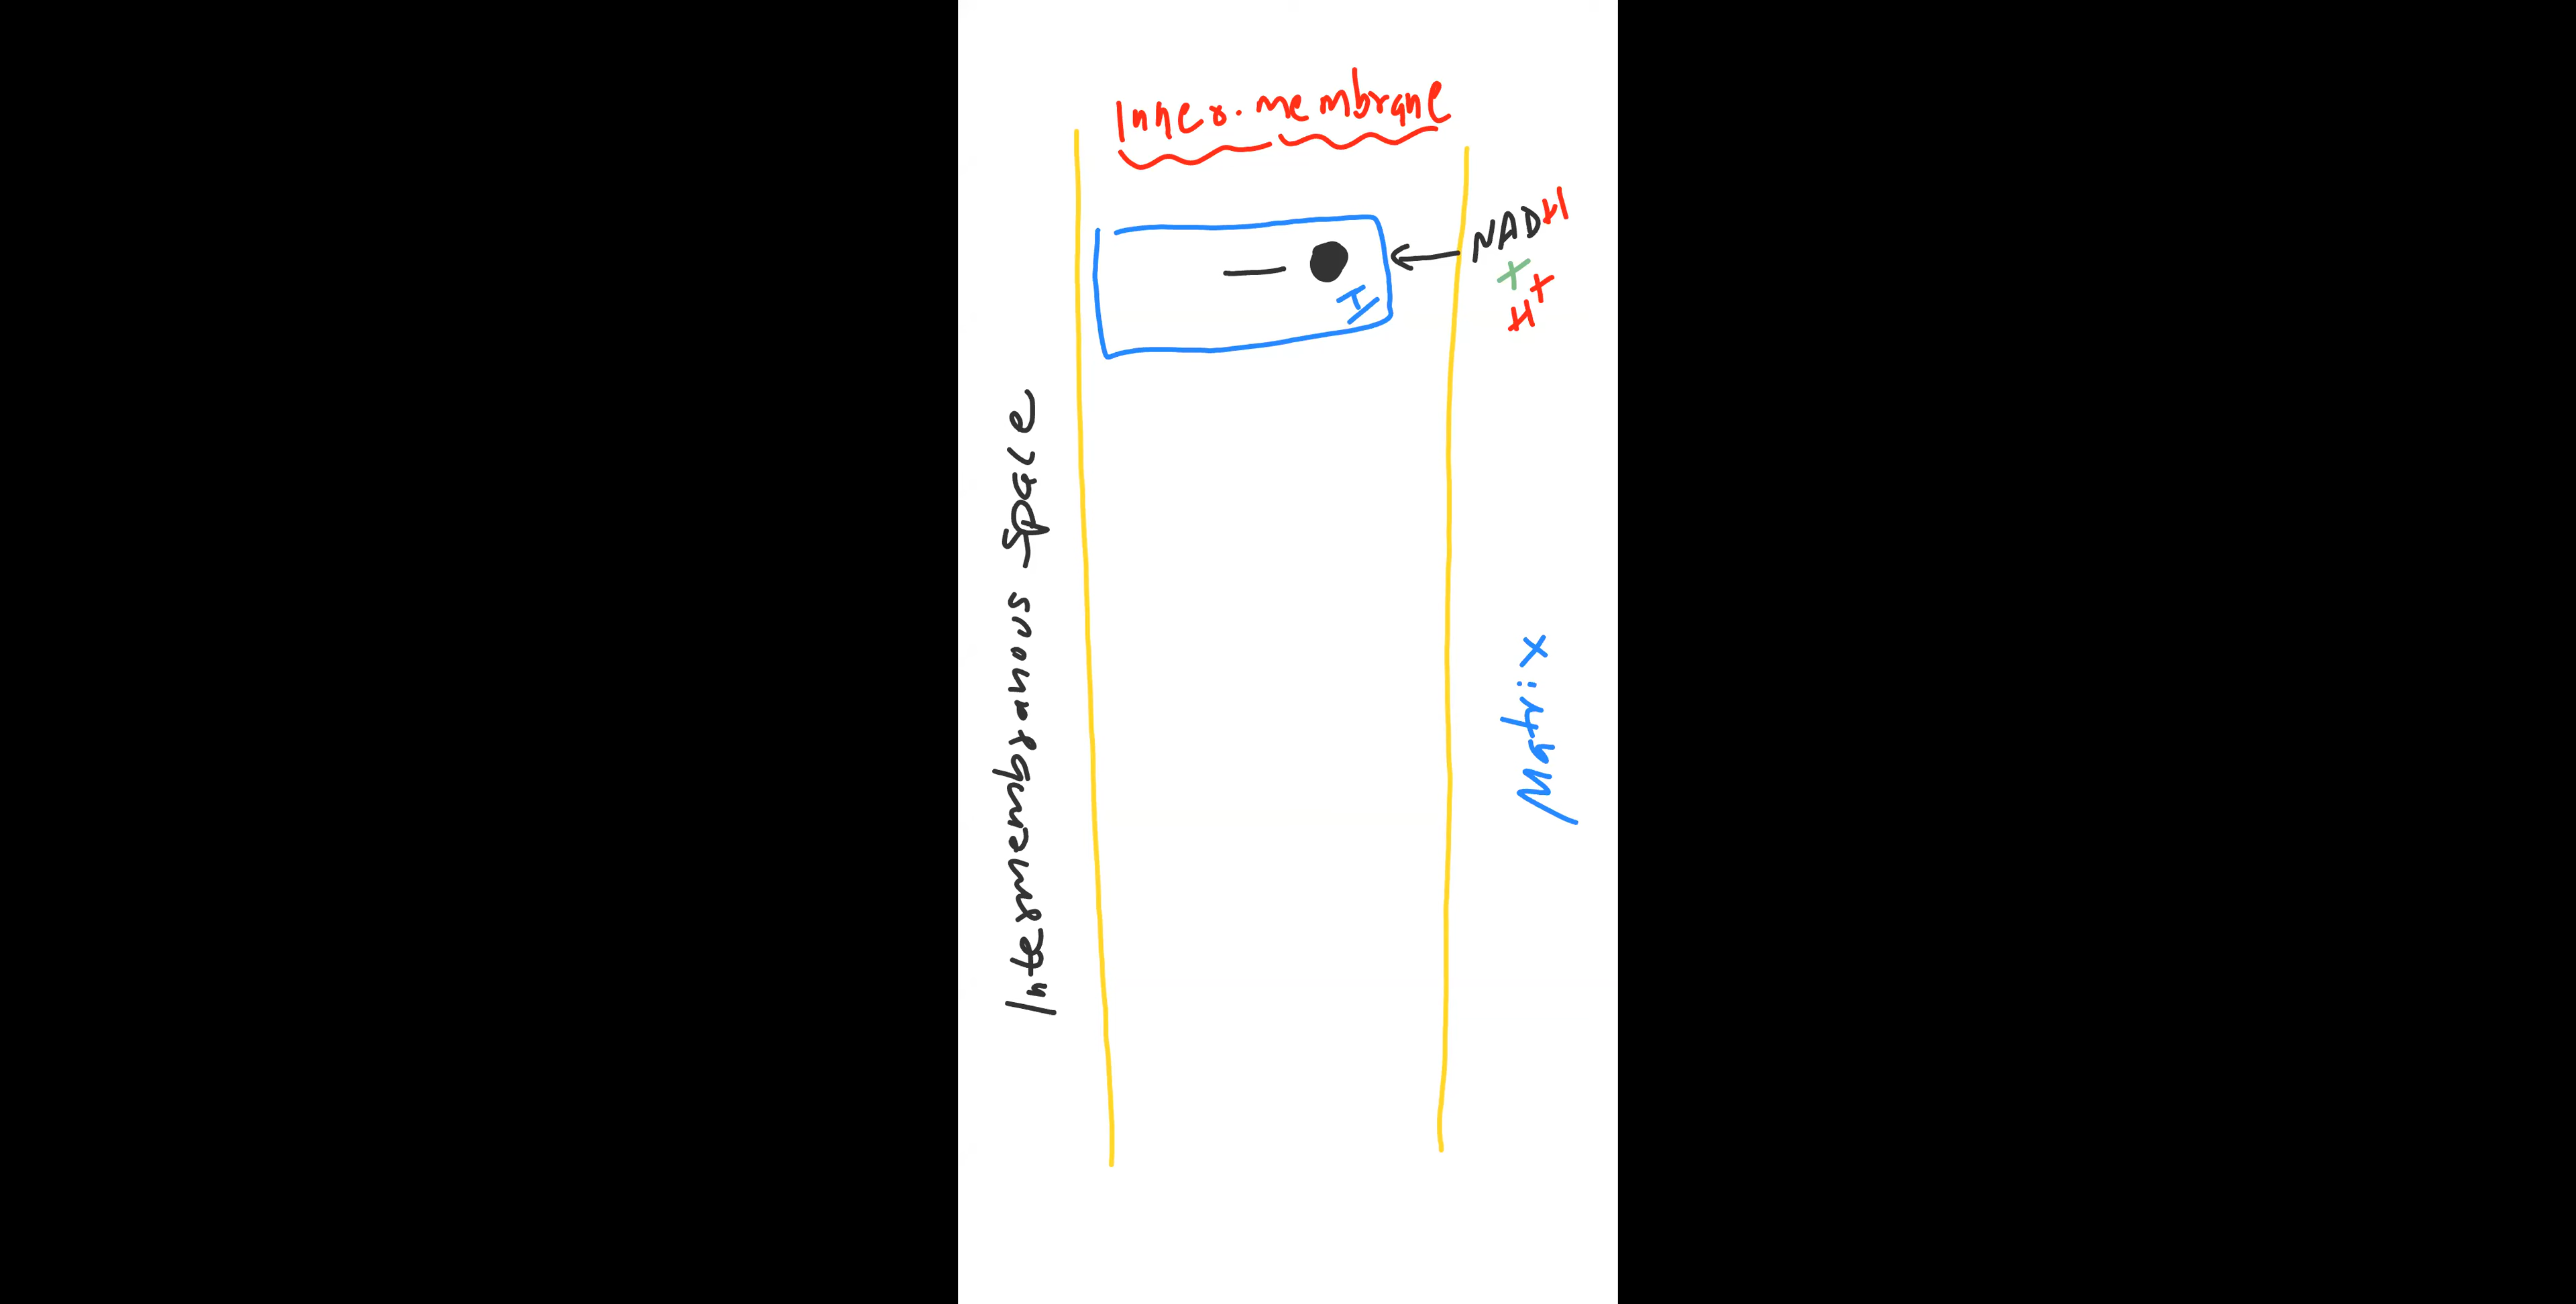 Inner membrane
NADH
+
H+
I
Intermembranous space
Matrix